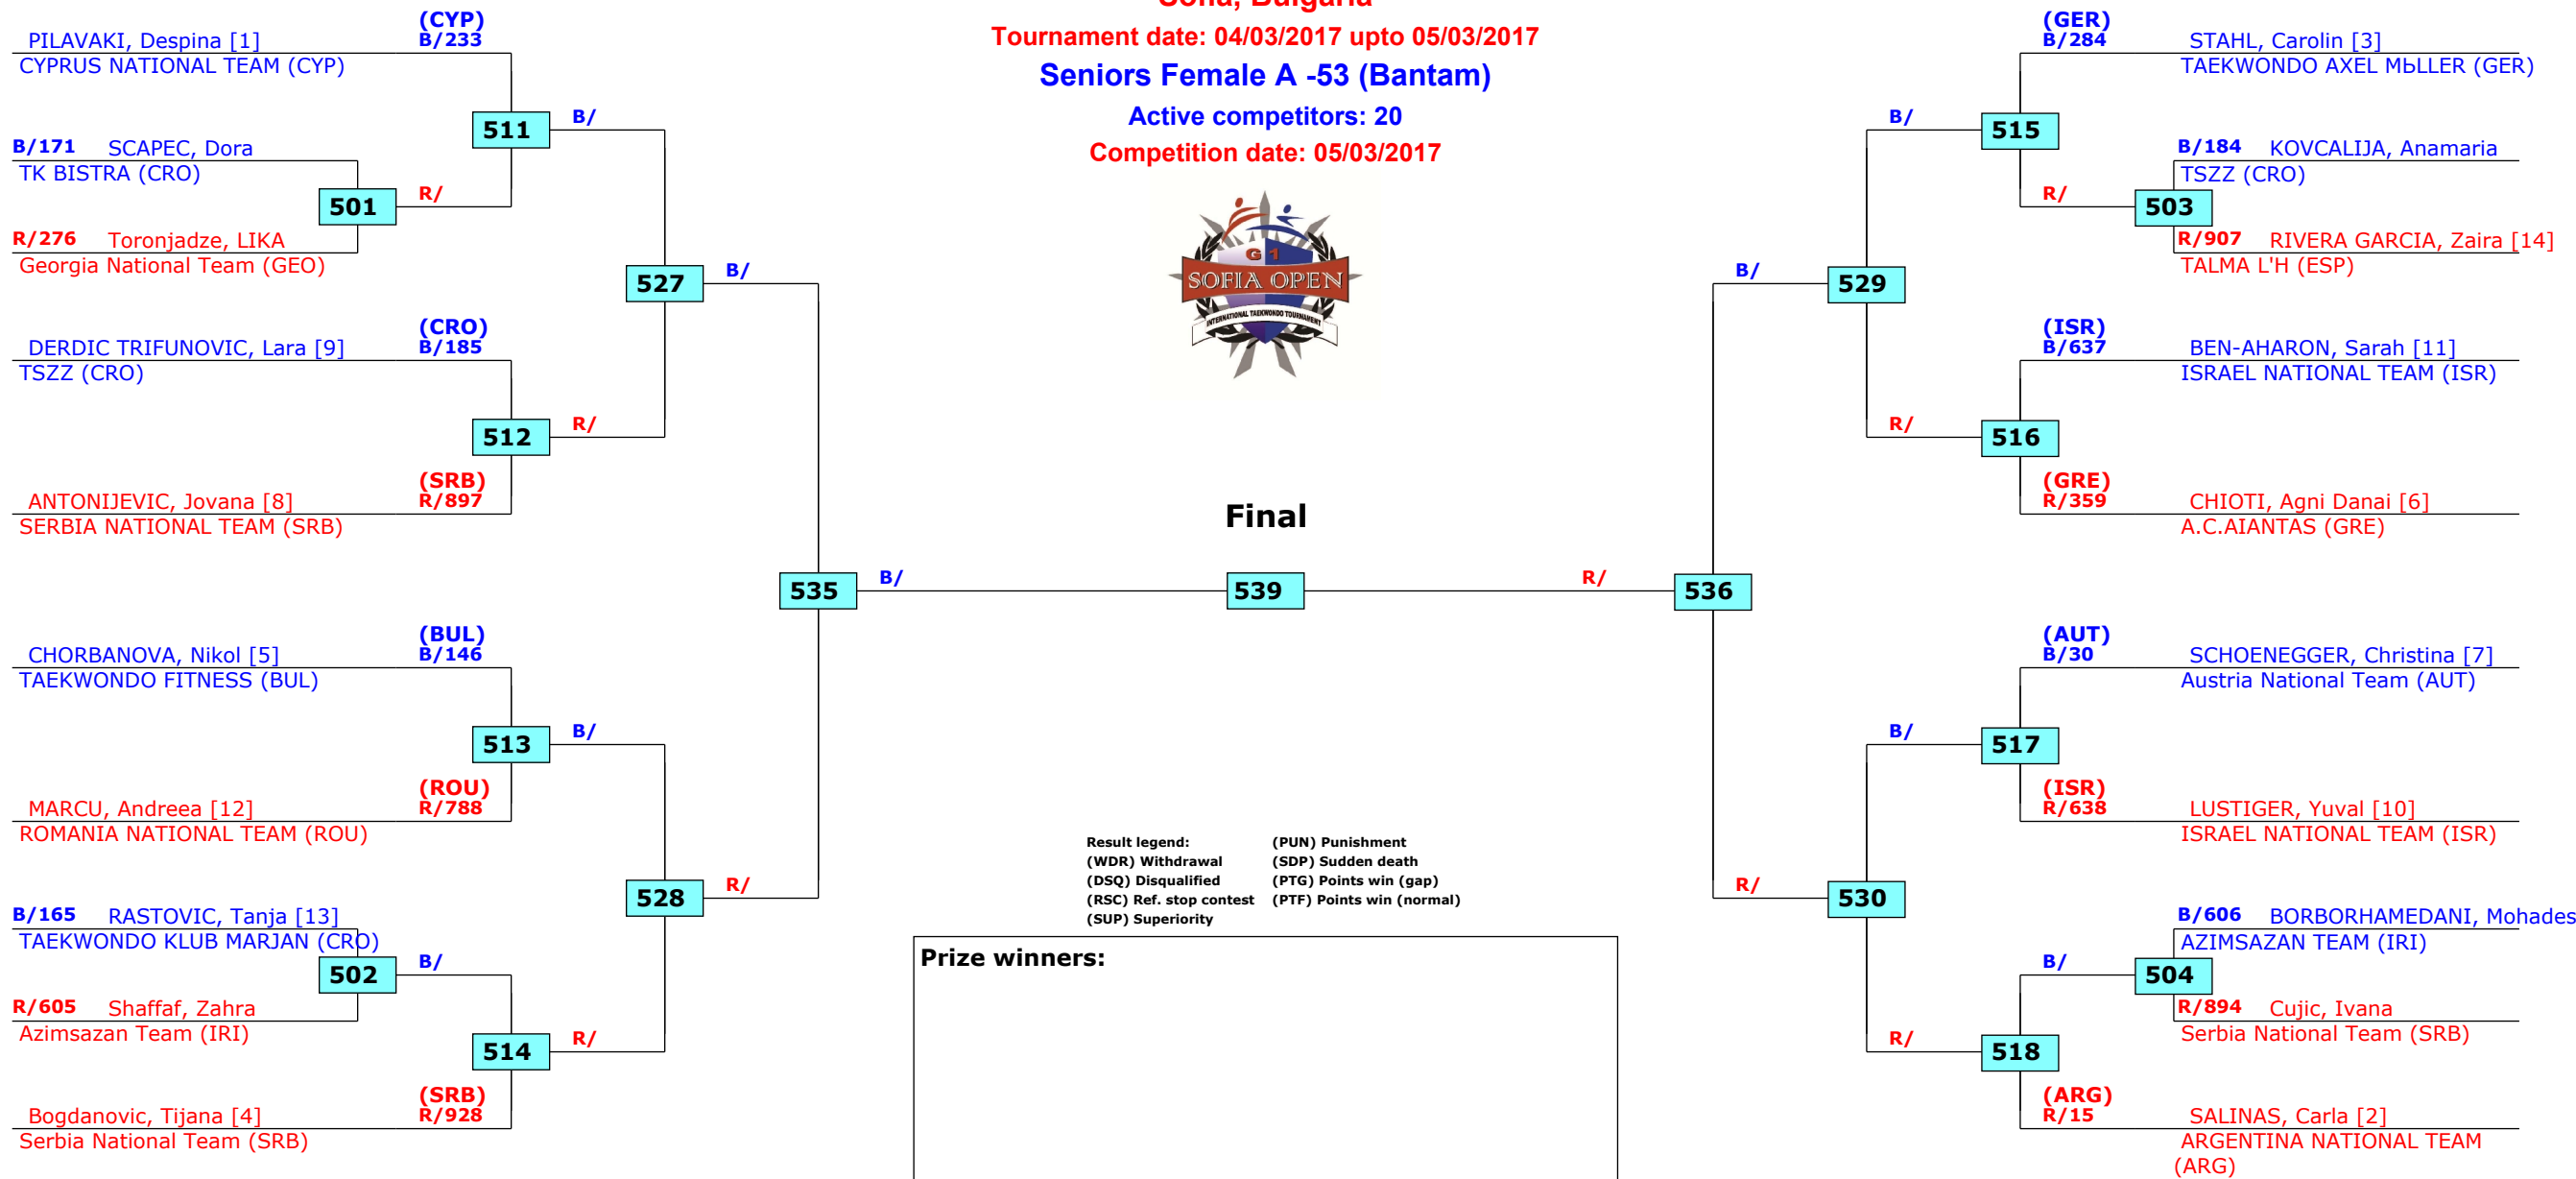 Sofia, Bulgaria
Tournament date: 04/03/2017 upto 05/03/2017
Seniors Female A -53 (Bantam)
Active competitors: 20
Competition date: 05/03/2017
G 1
SOFIA OPEN
INTERNATIONAL TAEKWONDO TOURNAMENT
(CYP)
PILAVAKI, Despina [1] B/233
CYPRUS NATIONAL TEAM (CYP)
511 B/
B/171 SCAPEC, Dora
TK BISTRA (CRO)
501 R/
R/276 Toronjadze, LIKA
Georgia National Team (GEO)
527 B/
(CRO)
DERDIC TRIFUNOVIC, Lara [9] B/185
TSZZ (CRO)
512 R/
(SRB)
ANTONIJEVIC, Jovana [8] R/897
SERBIA NATIONAL TEAM (SRB)
535 B/
(BUL)
CHORBANOVA, Nikol [5] B/146
TAEKWONDO FITNESS (BUL)
513 B/
(ROU)
MARCU, Andreea [12] R/788
ROMANIA NATIONAL TEAM (ROU)
528 R/
B/165 RASTOVIC, Tanja [13]
TAEKWONDO KLUB MARJAN (CRO)
502 B/
R/605 Shaffaf, Zahra
Azimsazan Team (IRI)
514 R/
(SRB)
Bogdanovic, Tijana [4] R/928
Serbia National Team (SRB)
Final
539
(GER)
B/284 STAHL, Carolin [3]
TAEKWONDO AXEL MЬLLER (GER)
B/ 515
B/184 KOVCALIJA, Anamaria
TSZZ (CRO)
R/ 503
R/907 RIVERA GARCIA, Zaira [14]
TALMA L'H (ESP)
B/ 529
(ISR)
B/637 BEN-AHARON, Sarah [11]
ISRAEL NATIONAL TEAM (ISR)
R/ 516
(GRE)
R/359 CHIOTI, Agni Danai [6]
A.C.AIANTAS (GRE)
R/ 536
(AUT)
B/30 SCHOENEGGER, Christina [7]
Austria National Team (AUT)
B/ 517
(ISR)
R/638 LUSTIGER, Yuval [10]
ISRAEL NATIONAL TEAM (ISR)
R/ 530
B/606 BORBORHAMEDANI, Mohades
AZIMSAZAN TEAM (IRI)
B/ 504
R/894 Cujic, Ivana
Serbia National Team (SRB)
R/ 518
(ARG)
R/15 SALINAS, Carla [2]
ARGENTINA NATIONAL TEAM
(ARG)
Result legend: (PUN) Punishment
(WDR) Withdrawal (SDP) Sudden death
(DSQ) Disqualified (PTG) Points win (gap)
(RSC) Ref. stop contest (PTF) Points win (normal)
(SUP) Superiority
Prize winners: